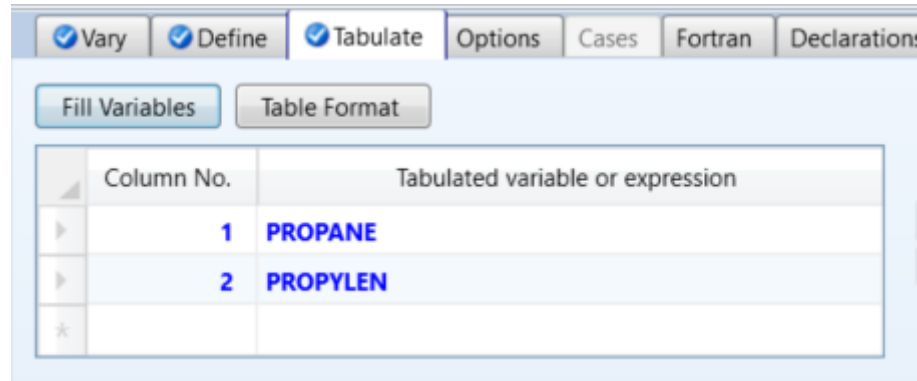 Vary Define Tabulate Options Cases Fortran Declarations
Fill Variables Table Format
Column No. Tabulated variable or expression
1 PROPANE
2 PROPYLEN
*